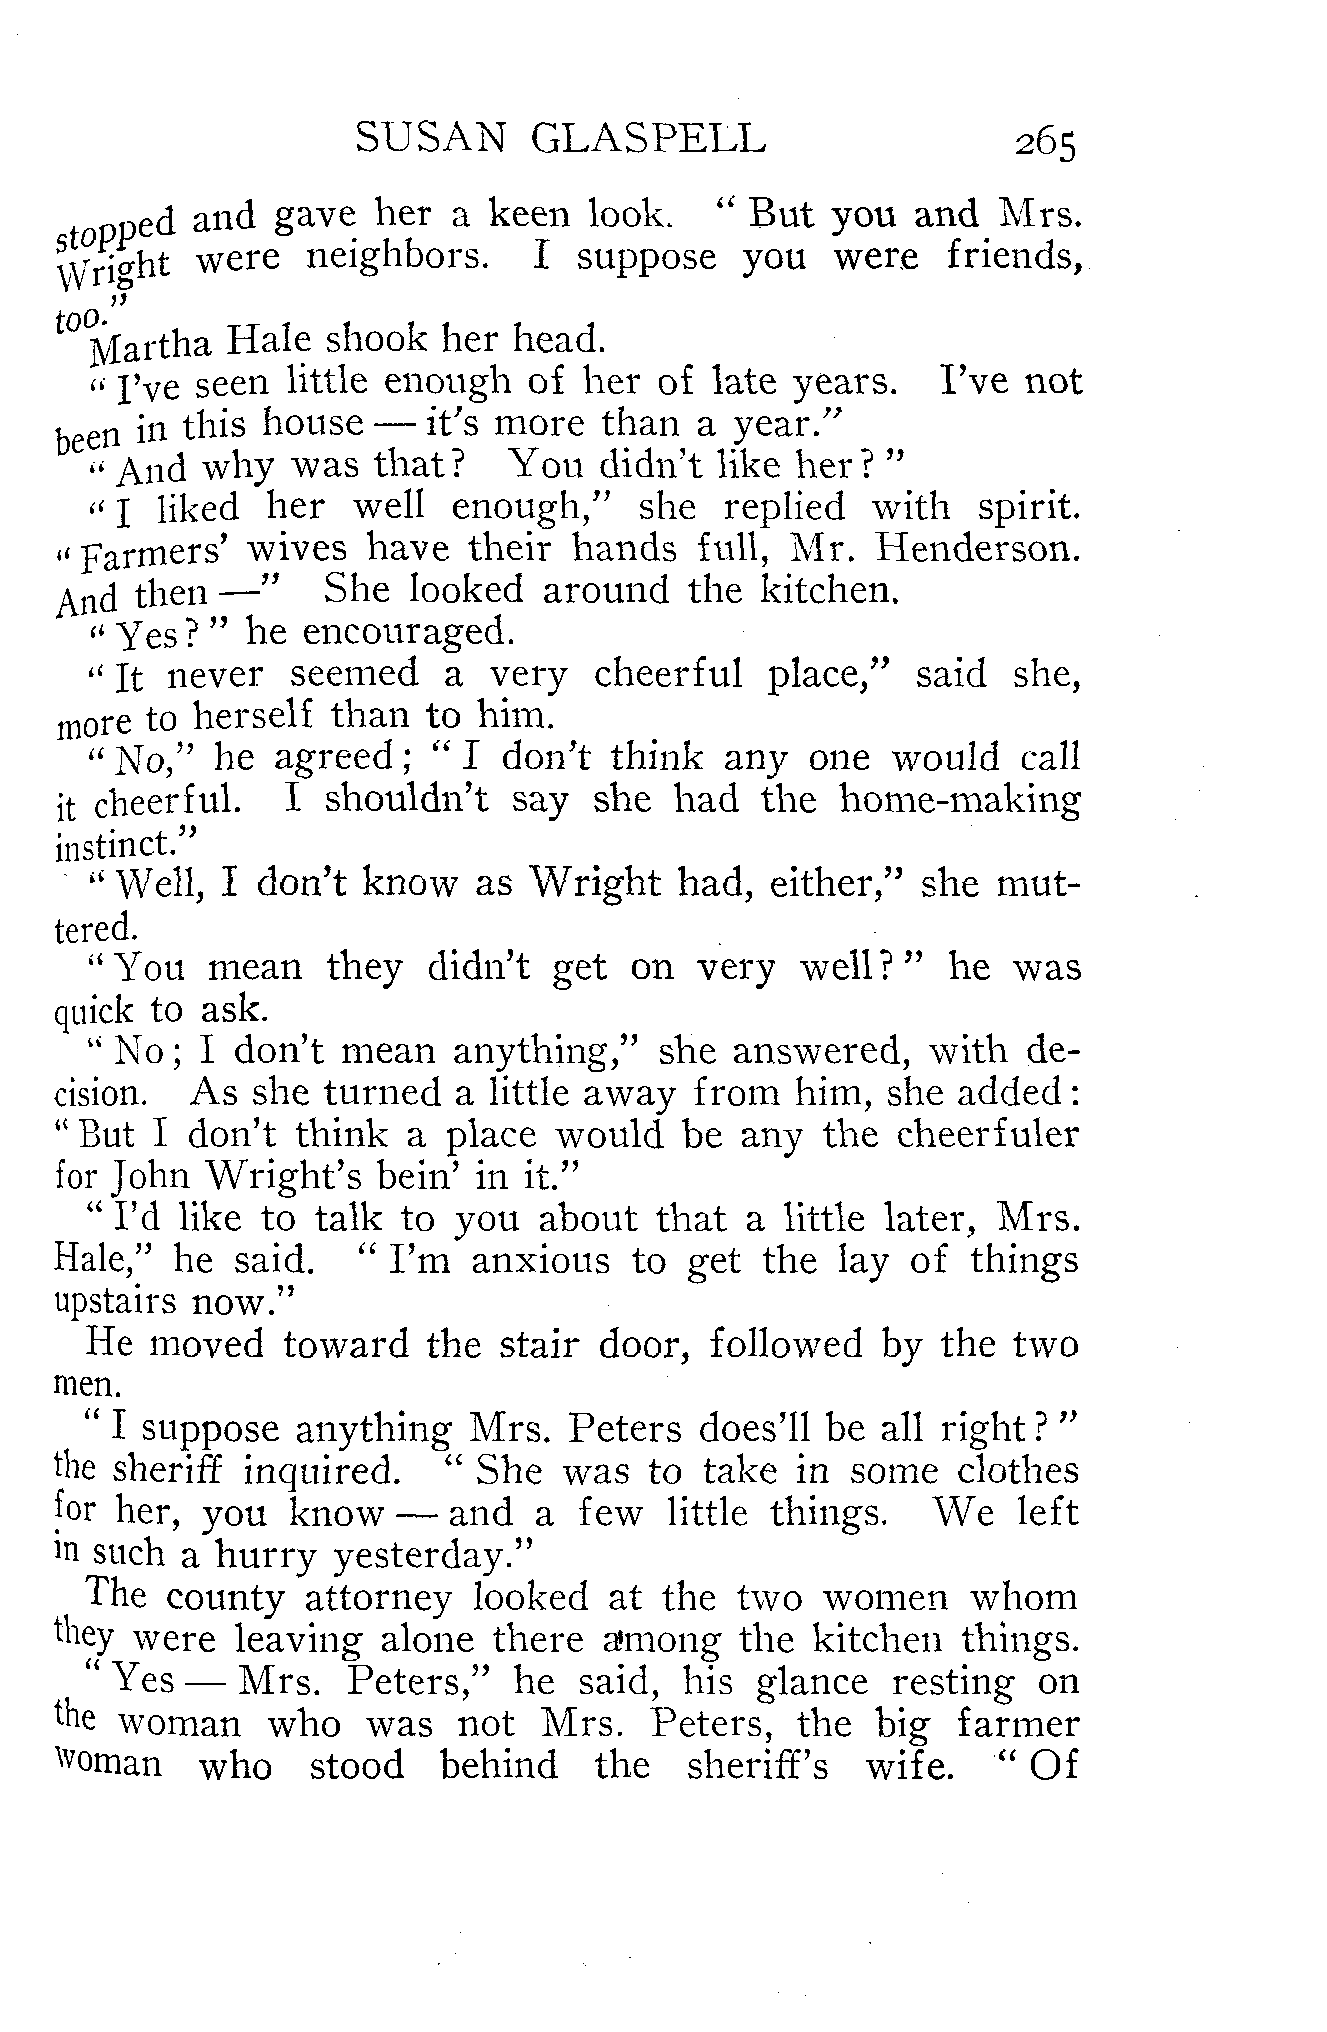 SUSAN GLASPELL 265
stopped and gave her a keen look. “ But you and Mrs.
Wright were neighbors. I suppose you were friends,
too.”
Martha Hale shook her head.
“ I’ve seen little enough of her of late years. I’ve not
been in this house — it’s more than a year.”
“ And why was that? You didn’t like her? ”
“ I liked her well enough,” she replied with spirit.
“ Farmers’ wives have their hands full, Mr. Henderson.
And then —” She looked around the kitchen.
“ Yes? ” he encouraged.
“ It never seemed a very cheerful place,” said she,
more to herself than to him.
“ No,” he agreed; “ I don’t think any one would call
it cheerful. I shouldn’t say she had the home-making
instinct.”
“ Well, I don’t know as Wright had, either,” she mut-
tered.
“ You mean they didn’t get on very well? ” he was
quick to ask.
“ No; I don’t mean anything,” she answered, with de-
cision. As she turned a little away from him, she added:
“ But I don’t think a place would be any the cheerfuler
for John Wright’s bein’ in it.”
“ I’d like to talk to you about that a little later, Mrs.
Hale,” he said. “ I’m anxious to get the lay of things
upstairs now.”
He moved toward the stair door, followed by the two
men.
“ I suppose anything Mrs. Peters does’ll be all right? ”
the sheriff inquired. “ She was to take in some clothes
for her, you know — and a few little things. We left
in such a hurry yesterday.”
The county attorney looked at the two women whom
they were leaving alone there among the kitchen things.
“ Yes — Mrs. Peters,” he said, his glance resting on
the woman who was not Mrs. Peters, the big farmer
woman who stood behind the sheriff’s wife. “ Of